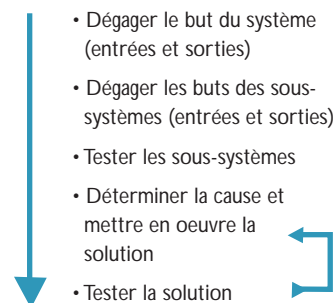 • Dégager le but du système
(entrées et sorties)
• Dégager les buts des sous-
systèmes (entrées et sorties)
• Tester les sous-systèmes
• Déterminer la cause et
mettre en oeuvre la
solution
• Tester la solution